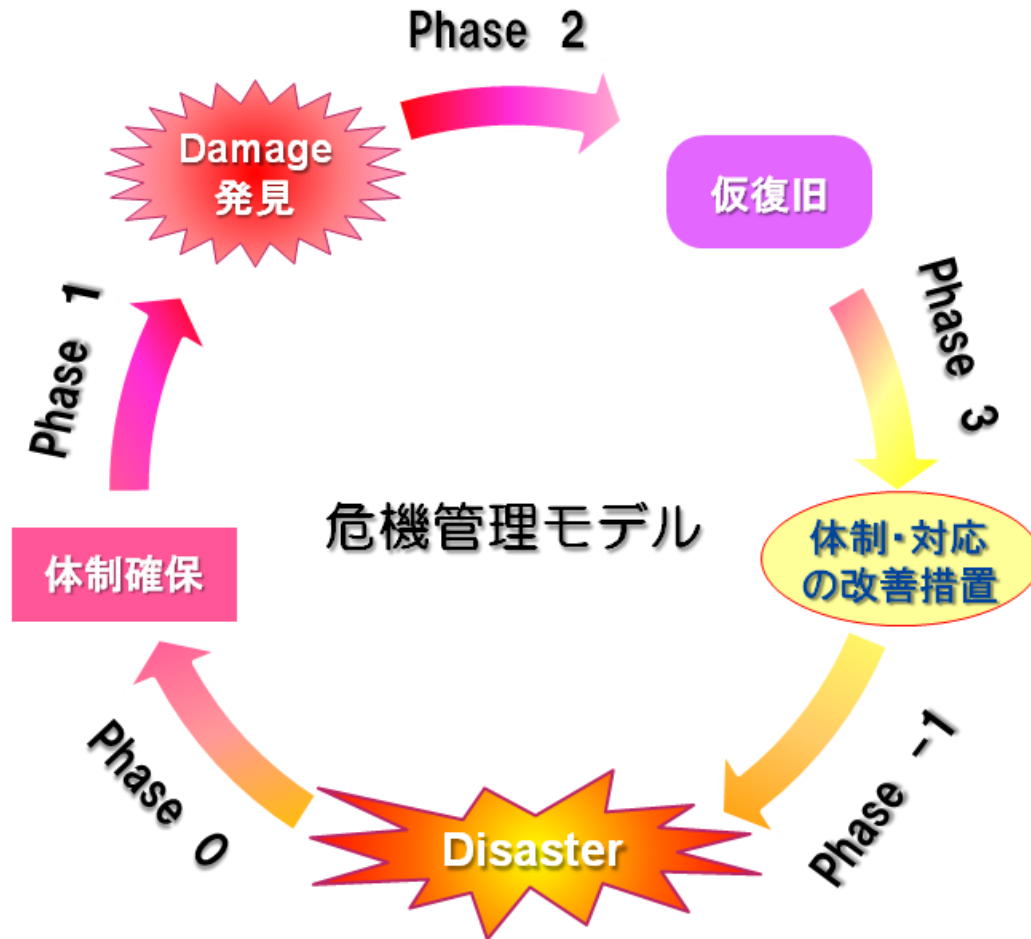 Phase 2
Damage
発見
仮復旧
Phase 1
Phase 3
危機管理モデル
体制確保
体制・対応
の改善措置
Phase 0
Phase -1
Disaster